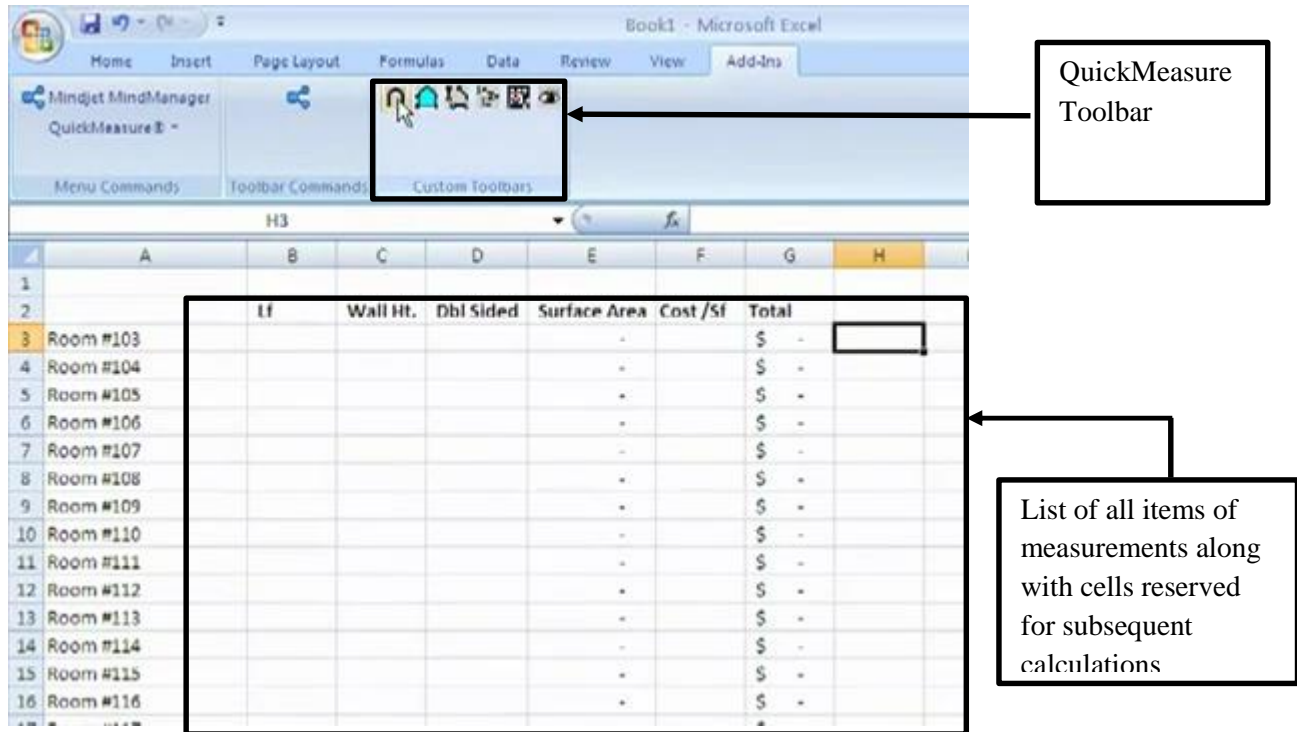 Book1 - Microsoft Excel
Home Insert Page Layout Formulas Data Review View Add-Ins
Mindjet MindManager
QuickMeasure® 
Menu Commands Toolbar Commands Custom Toolbars
QuickMeasure
Toolbar
H3 fx
A B C D E F G H
1
2 Lf Wall Ht. Dbl Sided Surface Area Cost /Sf Total
3 Room #103 - $ -
4 Room #104 - $ -
5 Room #105 - $ -
6 Room #106 - $ -
7 Room #107 - $ -
8 Room #108 - $ -
9 Room #109 - $ -
10 Room #110 - $ -
11 Room #111 - $ -
12 Room #112 - $ -
13 Room #113 - $ -
14 Room #114 - $ -
15 Room #115 - $ -
16 Room #116 - $ -
List of all items of
measurements along
with cells reserved
for subsequent
calculations